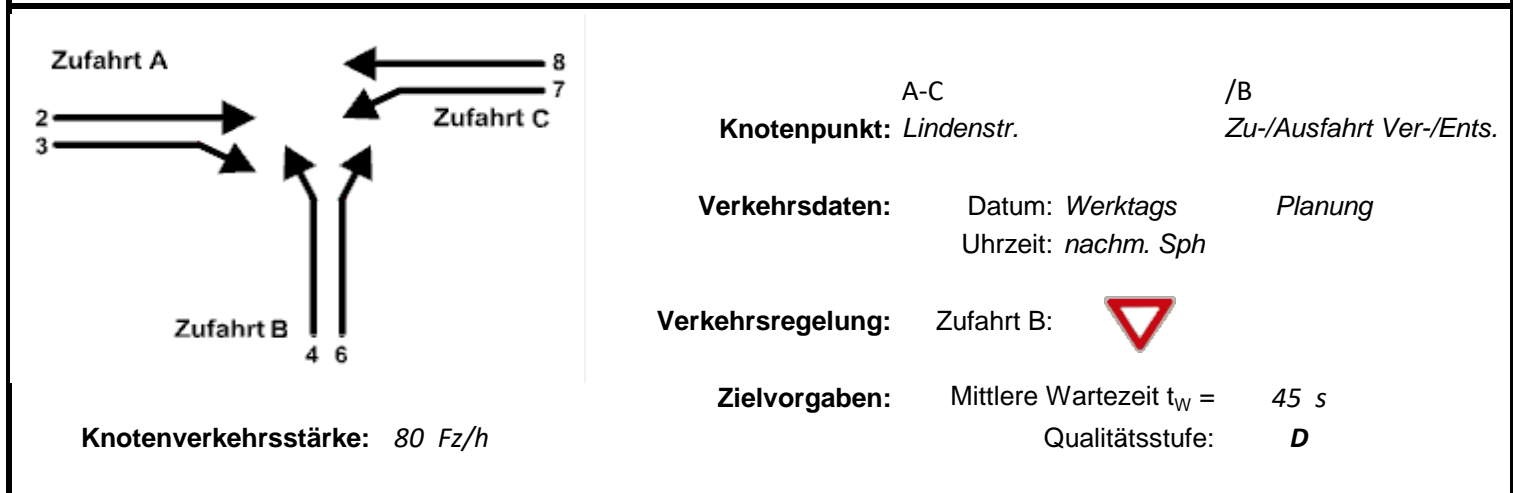 Zufahrt A
8
7
Zufahrt C
2
3
Zufahrt B
4 6
Knotenverkehrsstärke: 80 Fz/h
A-C /B
Knotenpunkt: Lindenstr. Zu-/Ausfahrt Ver-/Ents.
Verkehrsdaten: Datum: Werktags Planung
Uhrzeit: nachm. Sph
Verkehrsregelung: Zufahrt B:
Zielvorgaben: Mittlere Wartezeit tW = 45 s
Qualitätsstufe: D